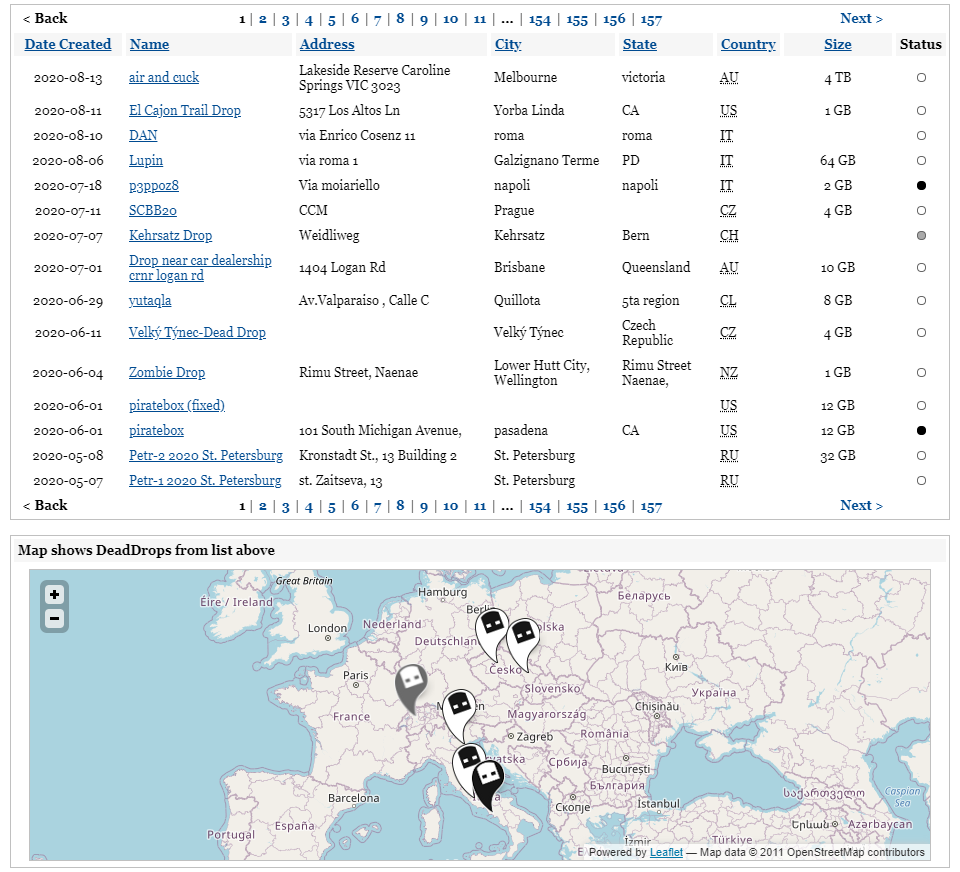 < Back 1 | 2 | 3 | 4 | 5 | 6 | 7 | 8 | 9 | 10 | 11 | ... | 154 | 155 | 156 | 157 Next >
Date Created Name Address City State Country Size Status
2020-08-13 air and cuck Lakeside Reserve Caroline Springs VIC 3023 Melbourne victoria AU 4 TB
2020-08-11 El Cajon Trail Drop 5317 Los Altos Ln Yorba Linda CA US 1 GB
2020-08-10 DAN via Enrico Cosenz 11 roma roma IT
2020-08-06 Lupin via roma 1 Galzignano Terme PD IT 64 GB
2020-07-18 p3ppoz8 Via moiariello napoli napoli IT 2 GB
2020-07-11 SCBB20 CCM Prague CZ 4 GB
2020-07-07 Kehrsatz Drop Weidliweg Kehrsatz Bern CH
2020-07-01 Drop near car dealership crnr logan rd 1404 Logan Rd Brisbane Queensland AU 10 GB
2020-06-29 yutaqla Av.Valparaiso , Calle C Quillota 5ta region CL 8 GB
2020-06-11 Velký Týnec-Dead Drop Velký Týnec Czech Republic CZ 4 GB
2020-06-04 Zombie Drop Rimu Street, Naenae Lower Hutt City, Wellington Rimu Street Naenae, NZ 1 GB
2020-06-01 piratebox (fixed) US 12 GB
2020-06-01 piratebox 101 South Michigan Avenue, pasadena CA US 12 GB
2020-05-08 Petr-2 2020 St. Petersburg Kronstadt St., 13 Building 2 St. Petersburg RU 32 GB
2020-05-07 Petr-1 2020 St. Petersburg st. Zaitseva, 13 St. Petersburg RU
< Back 1 | 2 | 3 | 4 | 5 | 6 | 7 | 8 | 9 | 10 | 11 | ... | 154 | 155 | 156 | 157 Next >
Map shows DeadDrops from list above
+
−
Great Britain
Hamburg
Беларусь
Éire / Ireland
London
Nederland
Deutschland
Česko
Київ
Paris
Slovensko
Україна
France
Magyarország
Chișinău
Zagreb
România
Србија
București
България
Barcelona
Скопје
İstanbul
საქართველო
Caspian
Sea
España
Portugal
Երևան
Azərbaycan
İzmir
Türkiye
Powered by Leaflet — Map data © 2011 OpenStreetMap contributors